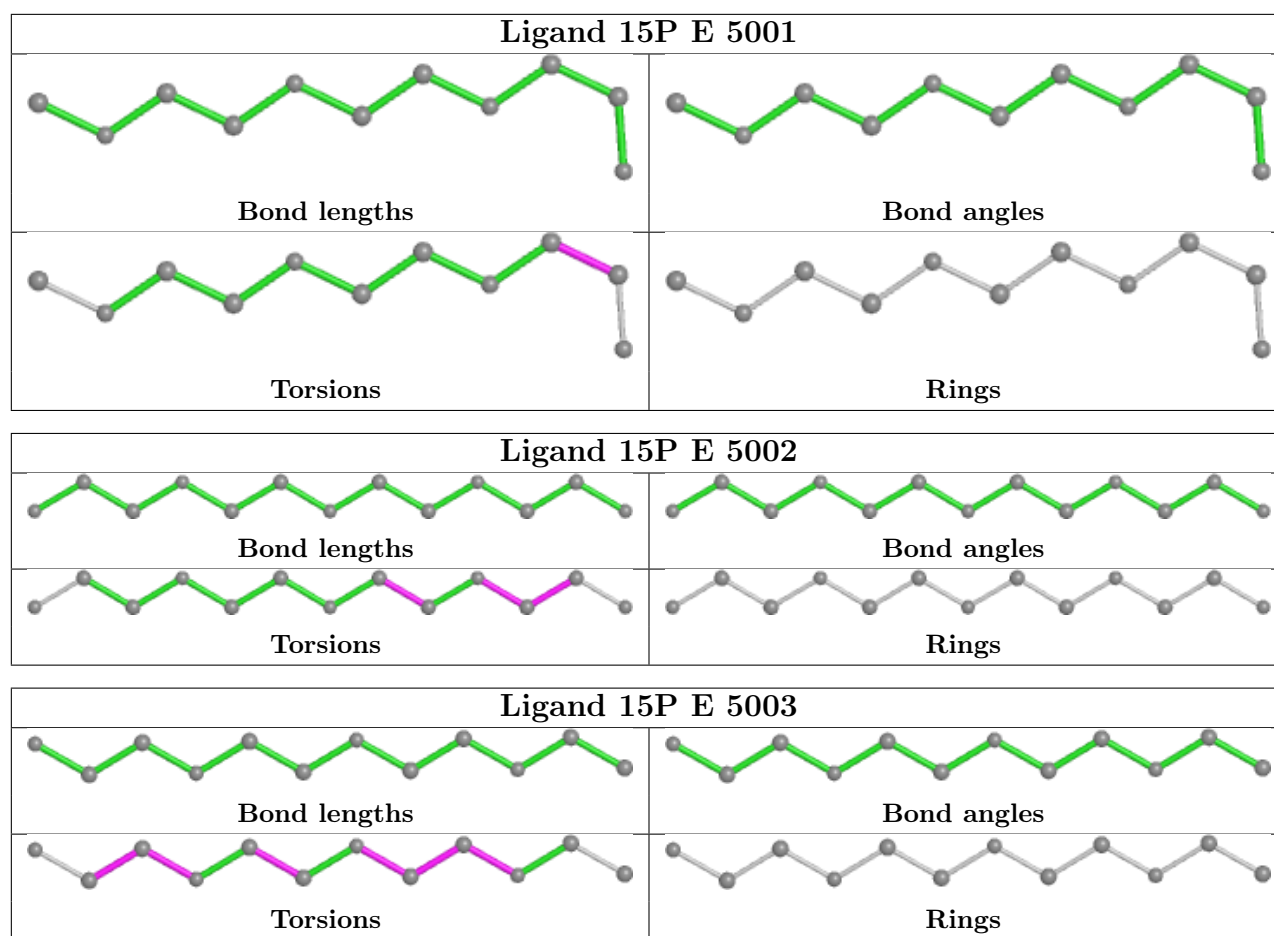 Ligand 15P E 5001
Bond lengths
Bond angles
Torsions
Rings
Ligand 15P E 5002
Bond lengths
Bond angles
Torsions
Rings
Ligand 15P E 5003
Bond lengths
Bond angles
Torsions
Rings